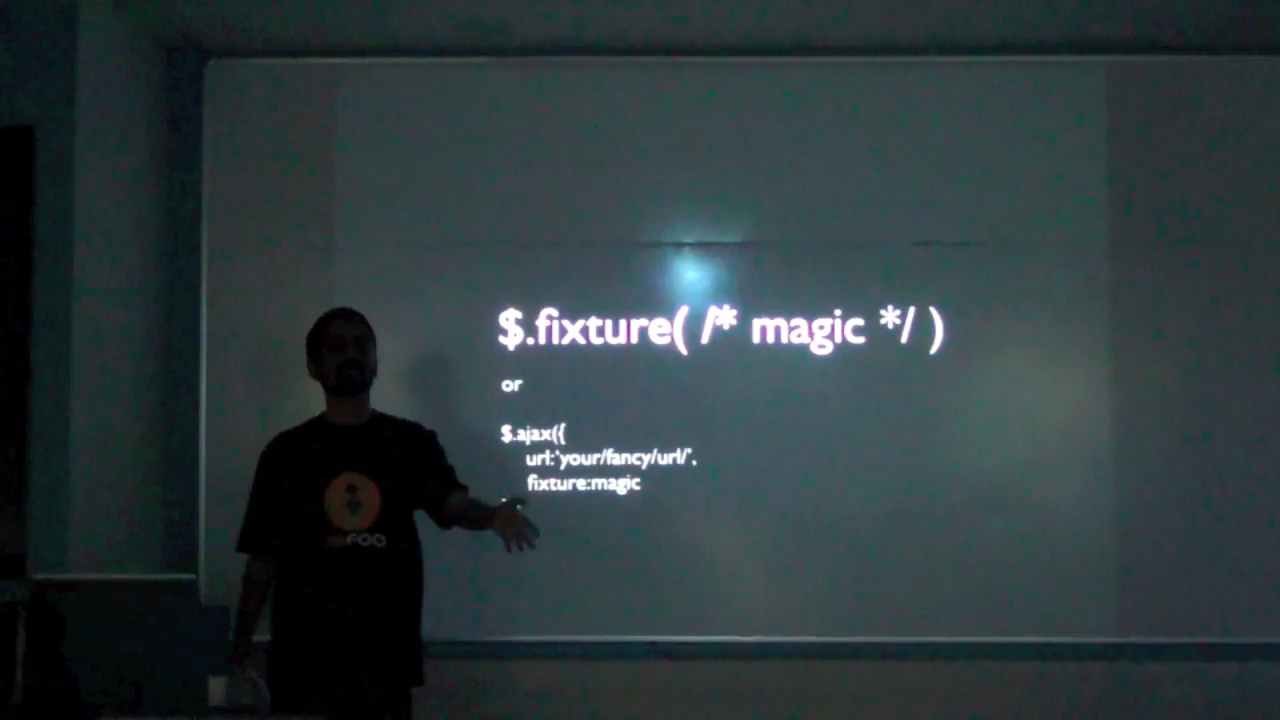 $.fixture( /* magic */ )
or
$.ajax({
url:'your/fancy/url/',
fixture:magic